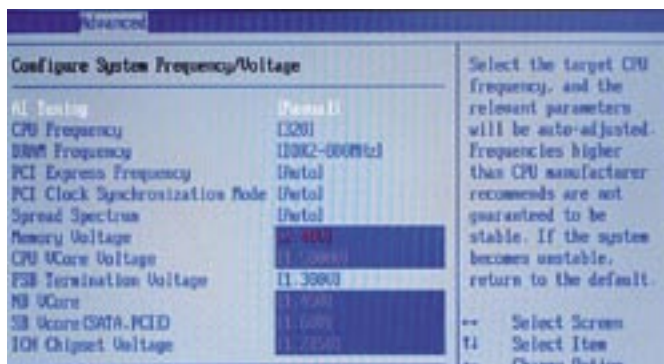 Advanced
Configure System Frequency/Voltage
AI Tuning [Manual]
CPU Frequency [320]
DRAM Frequency [DDR2-800MHz]
PCI Express Frequency [Auto]
PCI Clock Synchronization Mode [Auto]
Spread Spectrum [Auto]
Memory Voltage
CPU VCore Voltage
FSB Termination Voltage
NB VCore
SB Vcore(SATA,PCIE)
ICH Chipset Voltage
Select the target CPU
frequency, and the
relevant parameters
will be auto-adjusted.
Frequencies higher
than CPU manufacturer
recommends are not
guaranteed to be
stable. If the system
becomes unstable,
return to the default.
↔ Select Screen
↑↓ Select Item